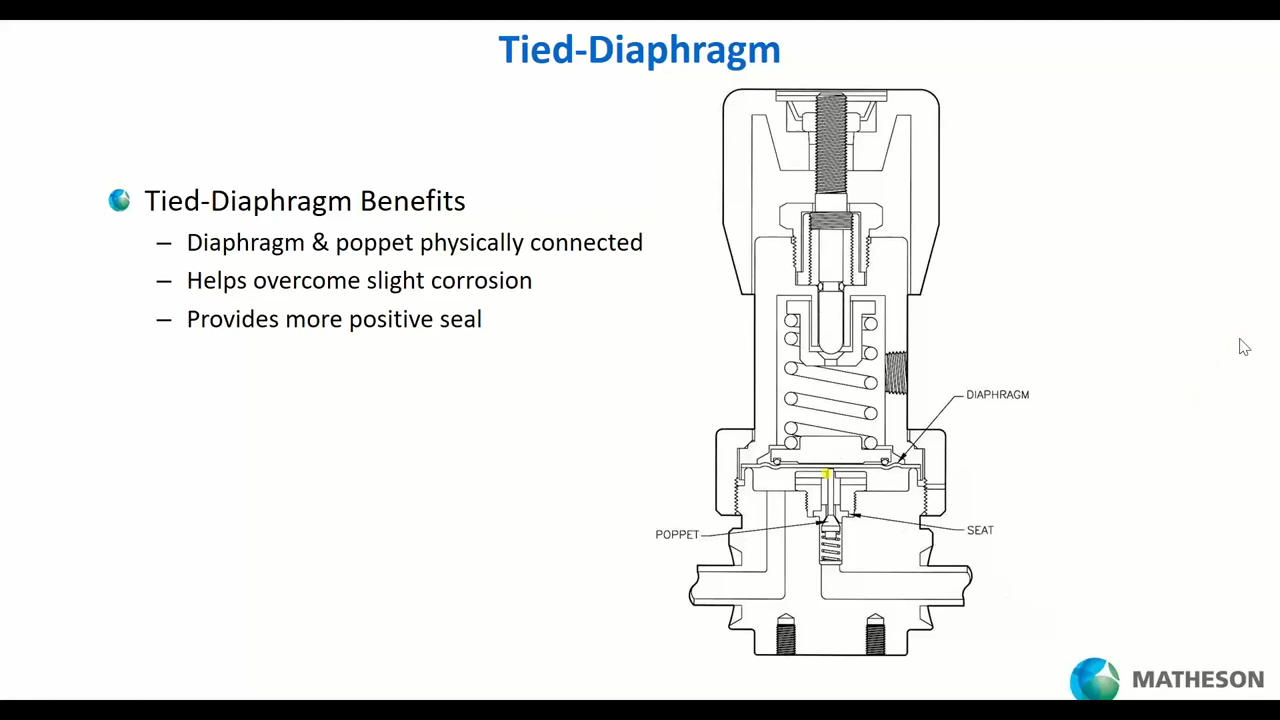 Tied-Diaphragm
Tied-Diaphragm Benefits
– Diaphragm & poppet physically connected
– Helps overcome slight corrosion
– Provides more positive seal
DIAPHRAGM
POPPET
SEAT
MATHESON